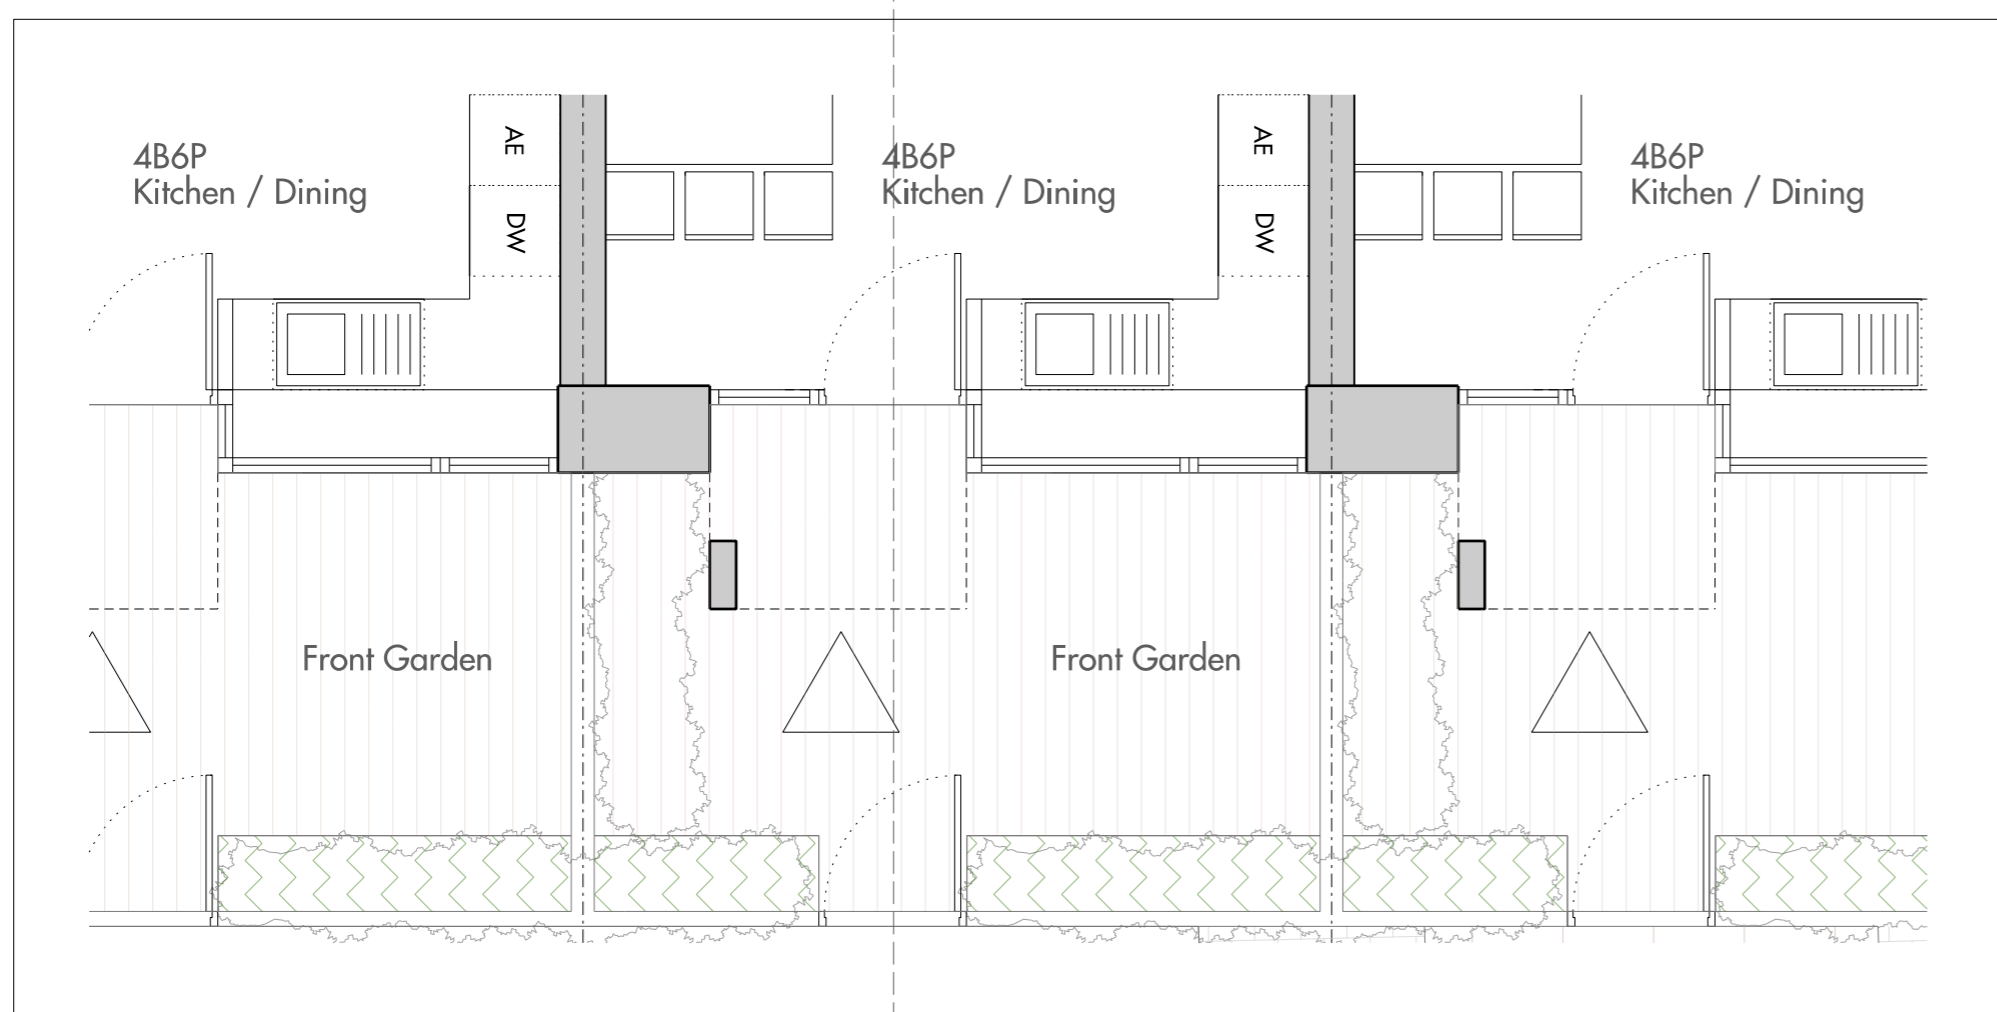 4B6P
Kitchen / Dining
AE
DW
4B6P
Kitchen / Dining
AE
DW
4B6P
Kitchen / Dining
Front Garden
Front Garden